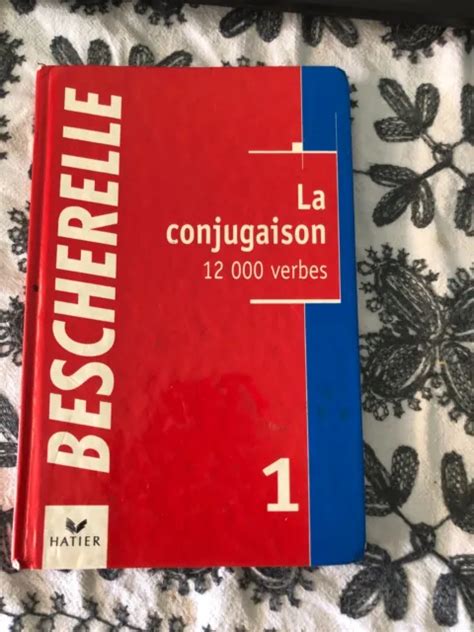 BESCHERELLE
La
conjugaison
12 000 verbes
1
HATIER